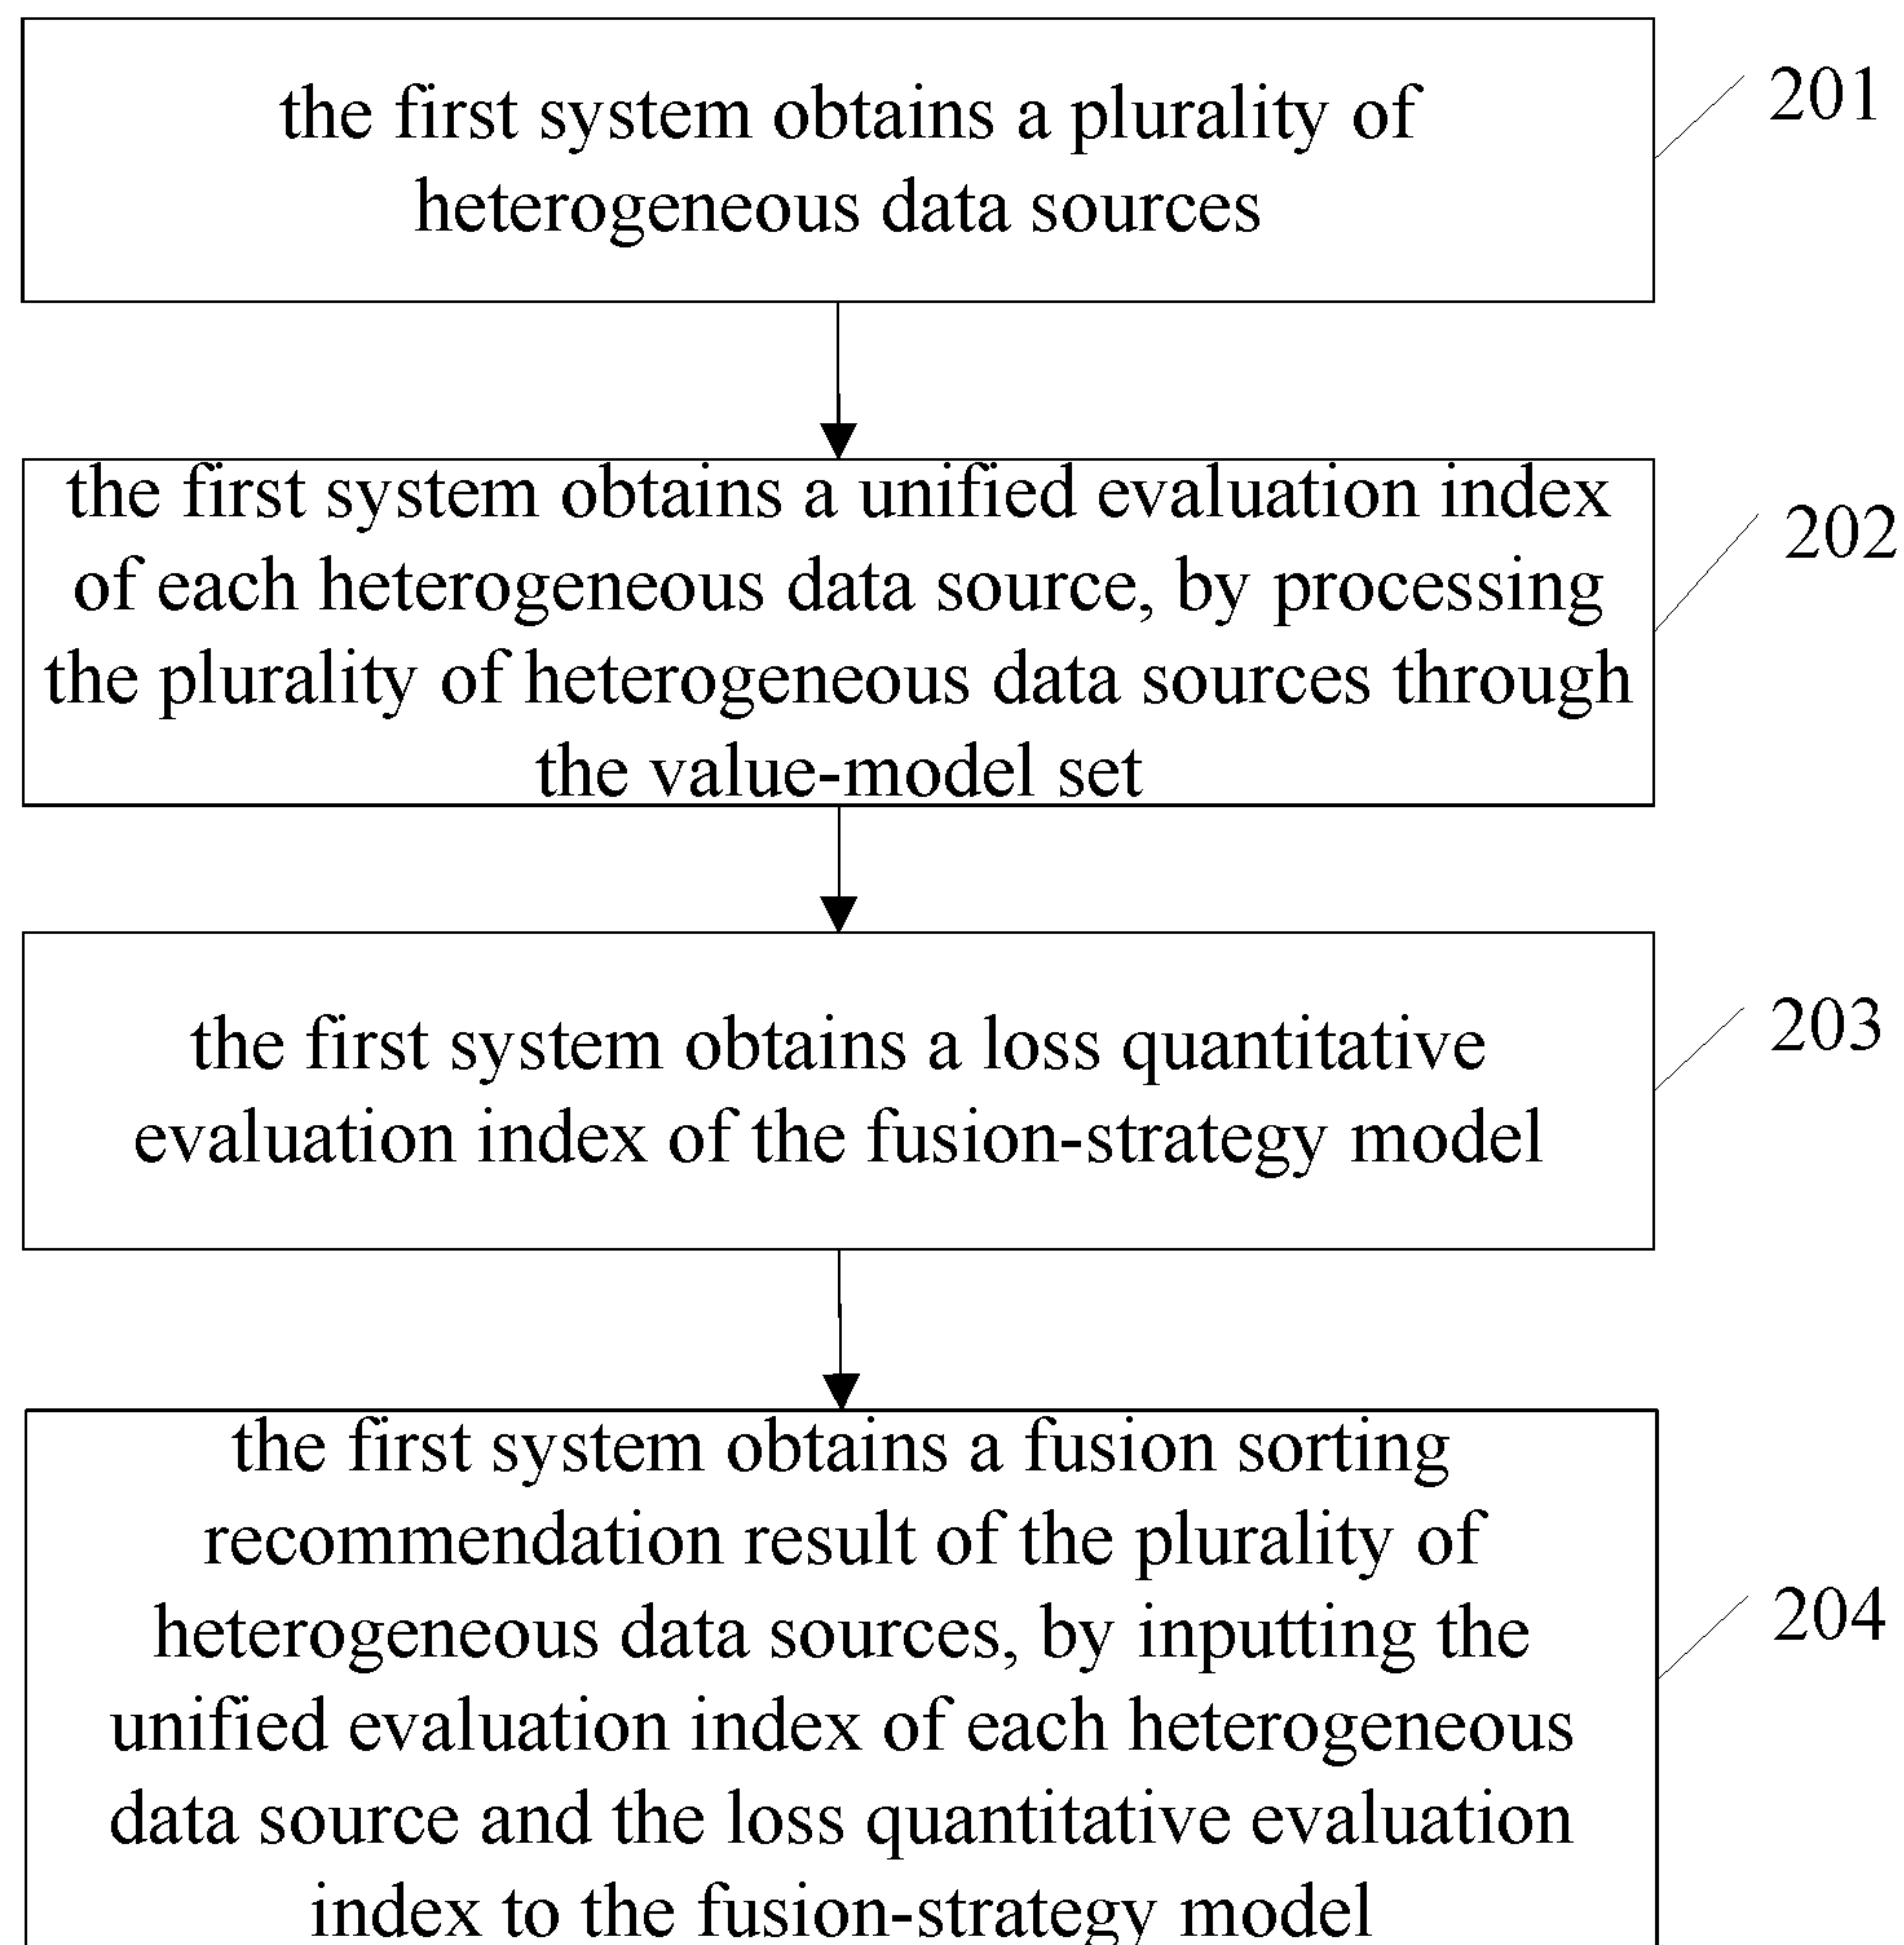 the first system obtains a plurality of
heterogeneous data sources
201
the first system obtains a unified evaluation index
of each heterogeneous data source, by processing
the plurality of heterogeneous data sources through
the value-model set
202
the first system obtains a loss quantitative
evaluation index of the fusion-strategy model
203
the first system obtains a fusion sorting
recommendation result of the plurality of
heterogeneous data sources, by inputting the
unified evaluation index of each heterogeneous
data source and the loss quantitative evaluation
index to the fusion-strategy model
204